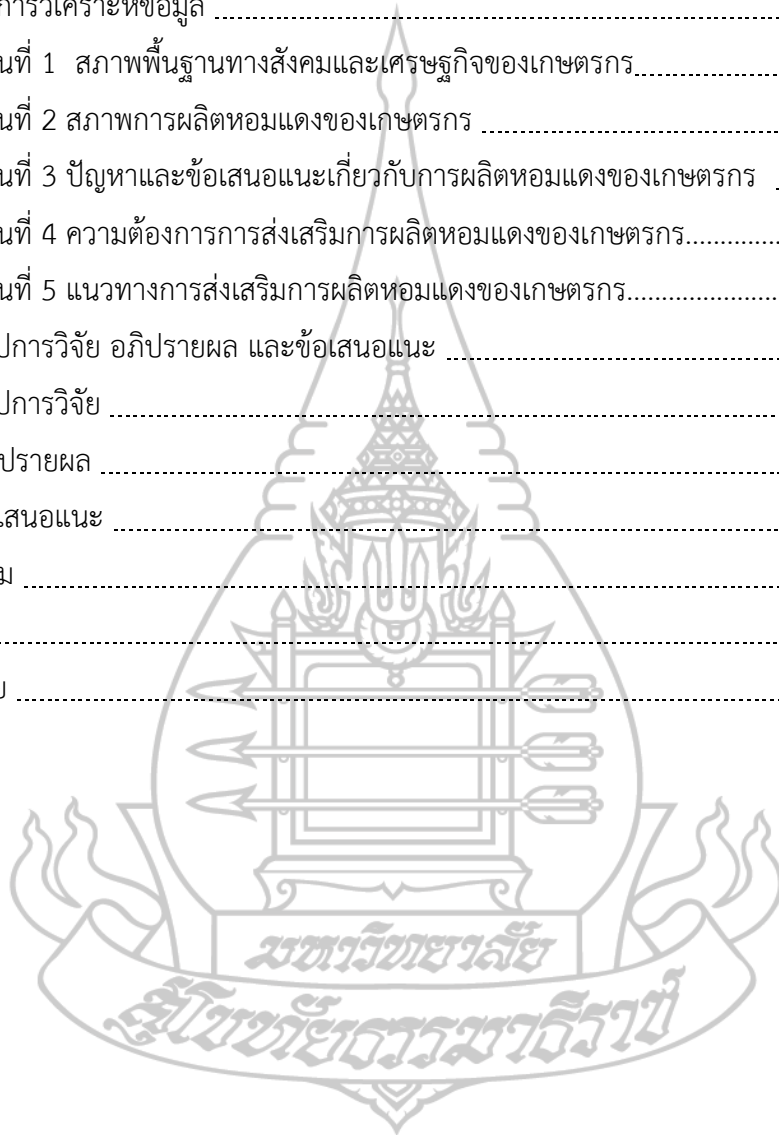 การวิเคราะห์ข้อมูล
นที่ 1 สภาพพื้นฐานทางสังคมและเศรษฐกิจของเกษตรกร
นที่ 2 สภาพการผลิตหอมแดงของเกษตรกร
นที่ 3 ปัญหาและข้อเสนอแนะเกี่ยวกับการผลิตหอมแดงของเกษตรกร
นที่ 4 ความต้องการการส่งเสริมการผลิตหอมแดงของเกษตรกร
นที่ 5 แนวทางการส่งเสริมการผลิตหอมแดงของเกษตรกร
ปการวิจัย อภิปรายผล และข้อเสนอแนะ
ปการวิจัย
ปรายผล
เสนอแนะ
ม
ม
มหาวิทยาลัย
สุโขทัยธรรมาธิราช